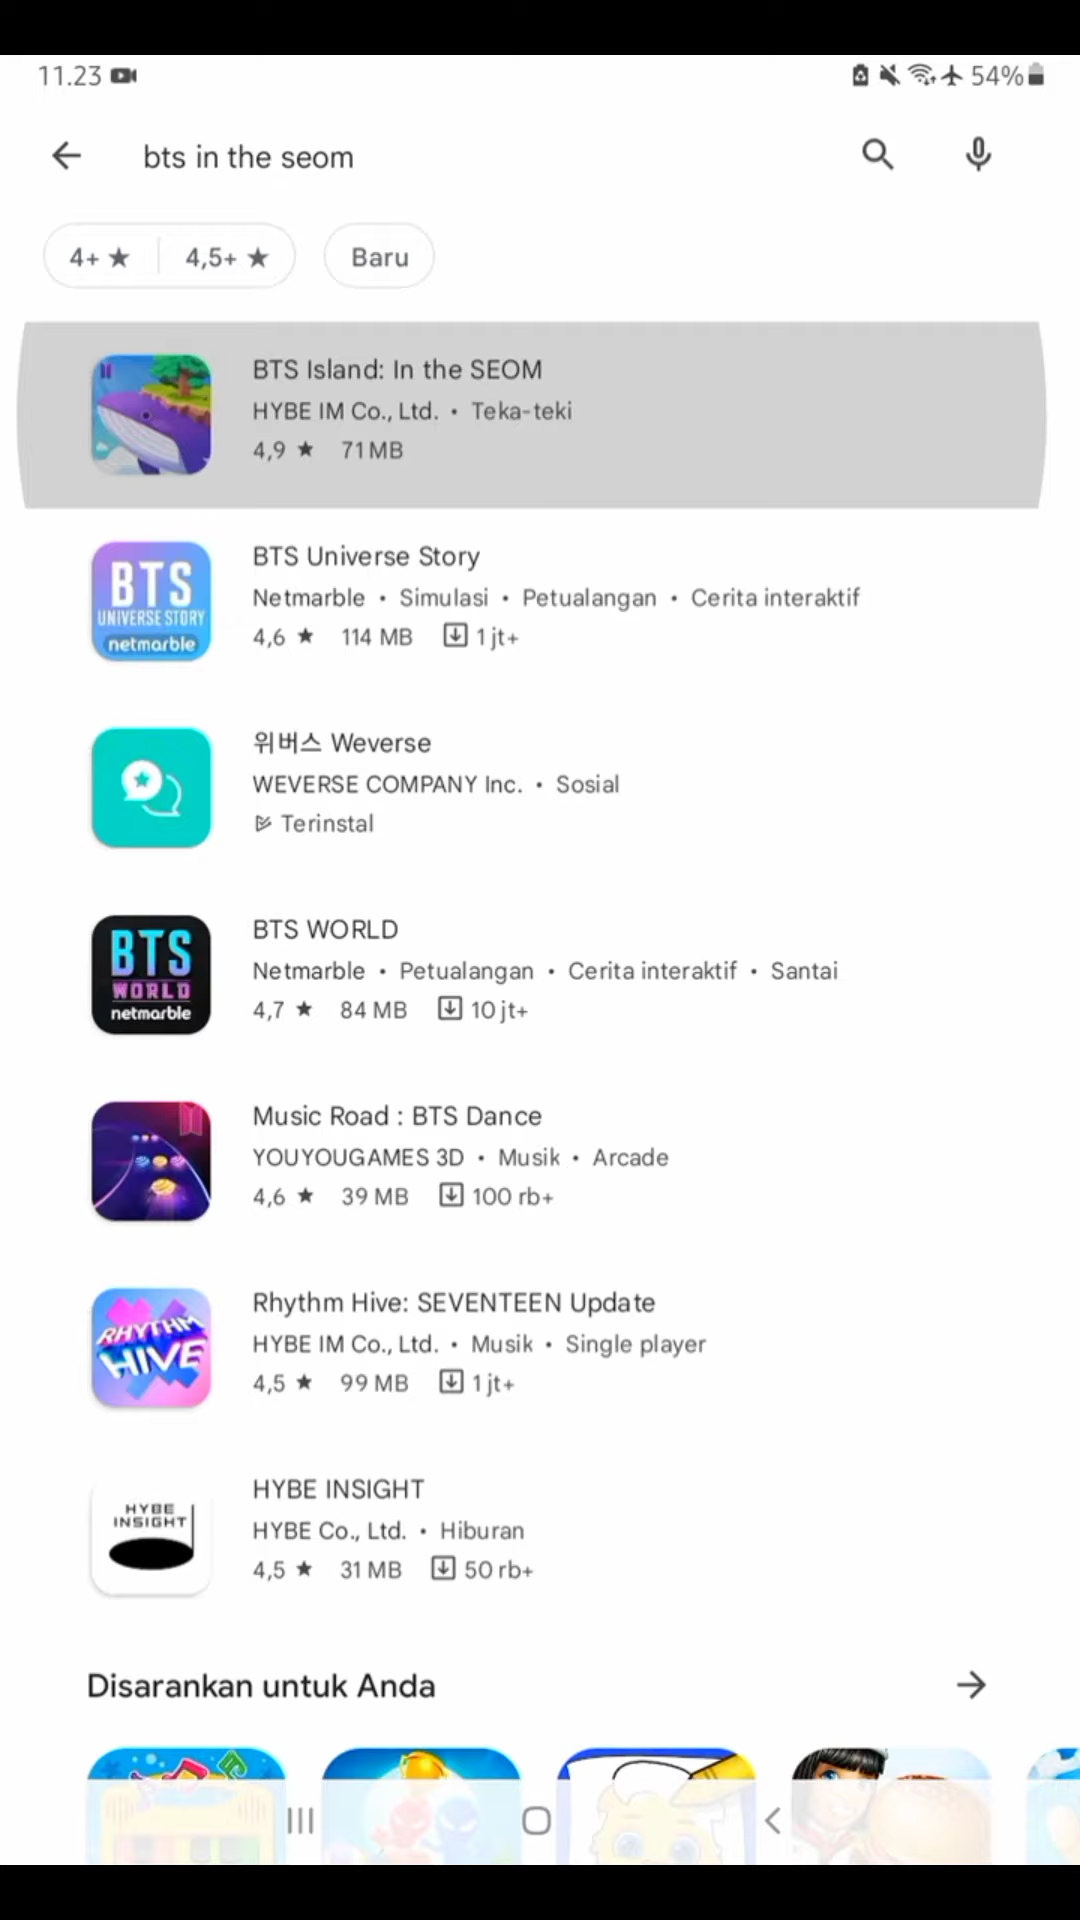 11.23
54%
bts in the seom
4+ ★ 4,5+ ★ Baru
BTS Island: In the SEOM
HYBE IM Co., Ltd. • Teka-teki
4,9 ★ 71 MB
BTS
UNIVERSE STORY
netmarble
BTS Universe Story
Netmarble • Simulasi • Petualangan • Cerita interaktif
4,6 ★ 114 MB 1 jt+
위버스 Weverse
WEVERSE COMPANY Inc. • Sosial
Terinstal
BTS
WORLD
netmarble
BTS WORLD
Netmarble • Petualangan • Cerita interaktif • Santai
4,7 ★ 84 MB 10 jt+
Music Road : BTS Dance
YOUYOUGAMES 3D • Musik • Arcade
4,6 ★ 39 MB 100 rb+
RHYTHM
HIVE
Rhythm Hive: SEVENTEEN Update
HYBE IM Co., Ltd. • Musik • Single player
4,5 ★ 99 MB 1 jt+
HYBE
INSIGHT
HYBE INSIGHT
HYBE Co., Ltd. • Hiburan
4,5 ★ 31 MB 50 rb+
Disarankan untuk Anda